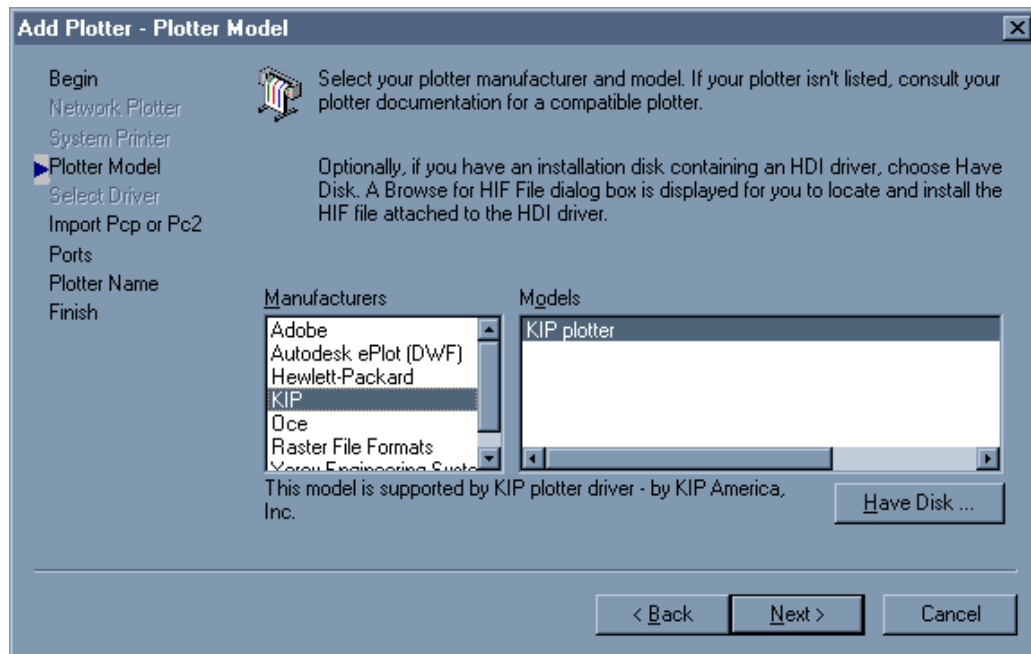 Add Plotter - Plotter Model
Begin
Network Plotter
System Printer
Plotter Model
Select Driver
Import Pcp or Pc2
Ports
Plotter Name
Finish
Select your plotter manufacturer and model. If your plotter isn't listed, consult your
plotter documentation for a compatible plotter.
Optionally, if you have an installation disk containing an HDI driver, choose Have
Disk. A Browse for HIF File dialog box is displayed for you to locate and install the
HIF file attached to the HDI driver.
Manufacturers
Adobe
Autodesk ePlot (DWF)
Hewlett-Packard
KIP
Oce
Raster File Formats
Xerox Engineering Syste
Models
KIP plotter
This model is supported by KIP plotter driver - by KIP America,
Inc.
Have Disk ...
< Back
Next >
Cancel